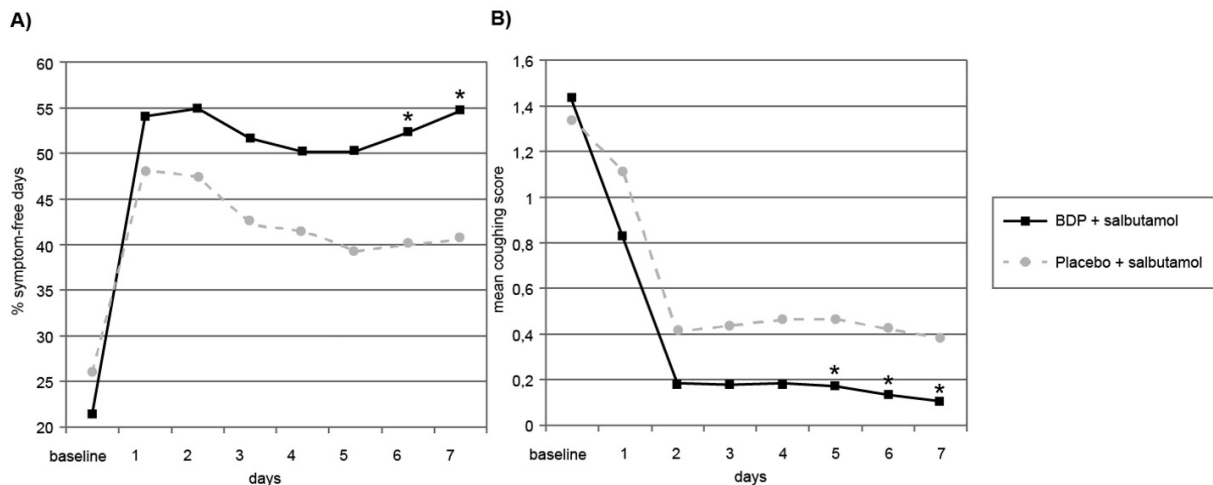 A)
% symptom-free days
60
55
50
45
40
35
30
25
20
* *
baseline 1 2 3 4 5 6 7
days
B)
mean coughing score
1,6
1,4
1,2
1
0,8
0,6
0,4
0,2
0
* * *
baseline 1 2 3 4 5 6 7
days
BDP + salbutamol
Placebo + salbutamol